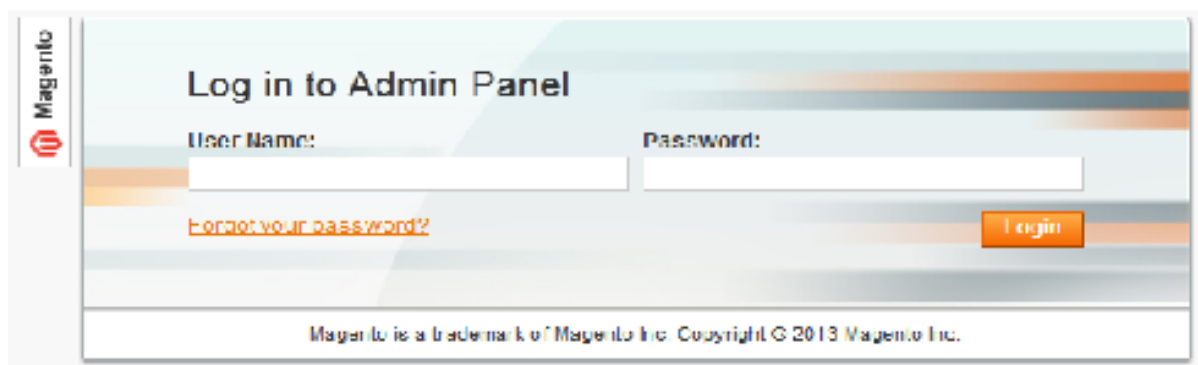 Magento
Log in to Admin Panel
User Name:
Password:
Forgot your password?
Login
Magento is a trademark of Magento Inc. Copyright © 2013 Magento Inc.